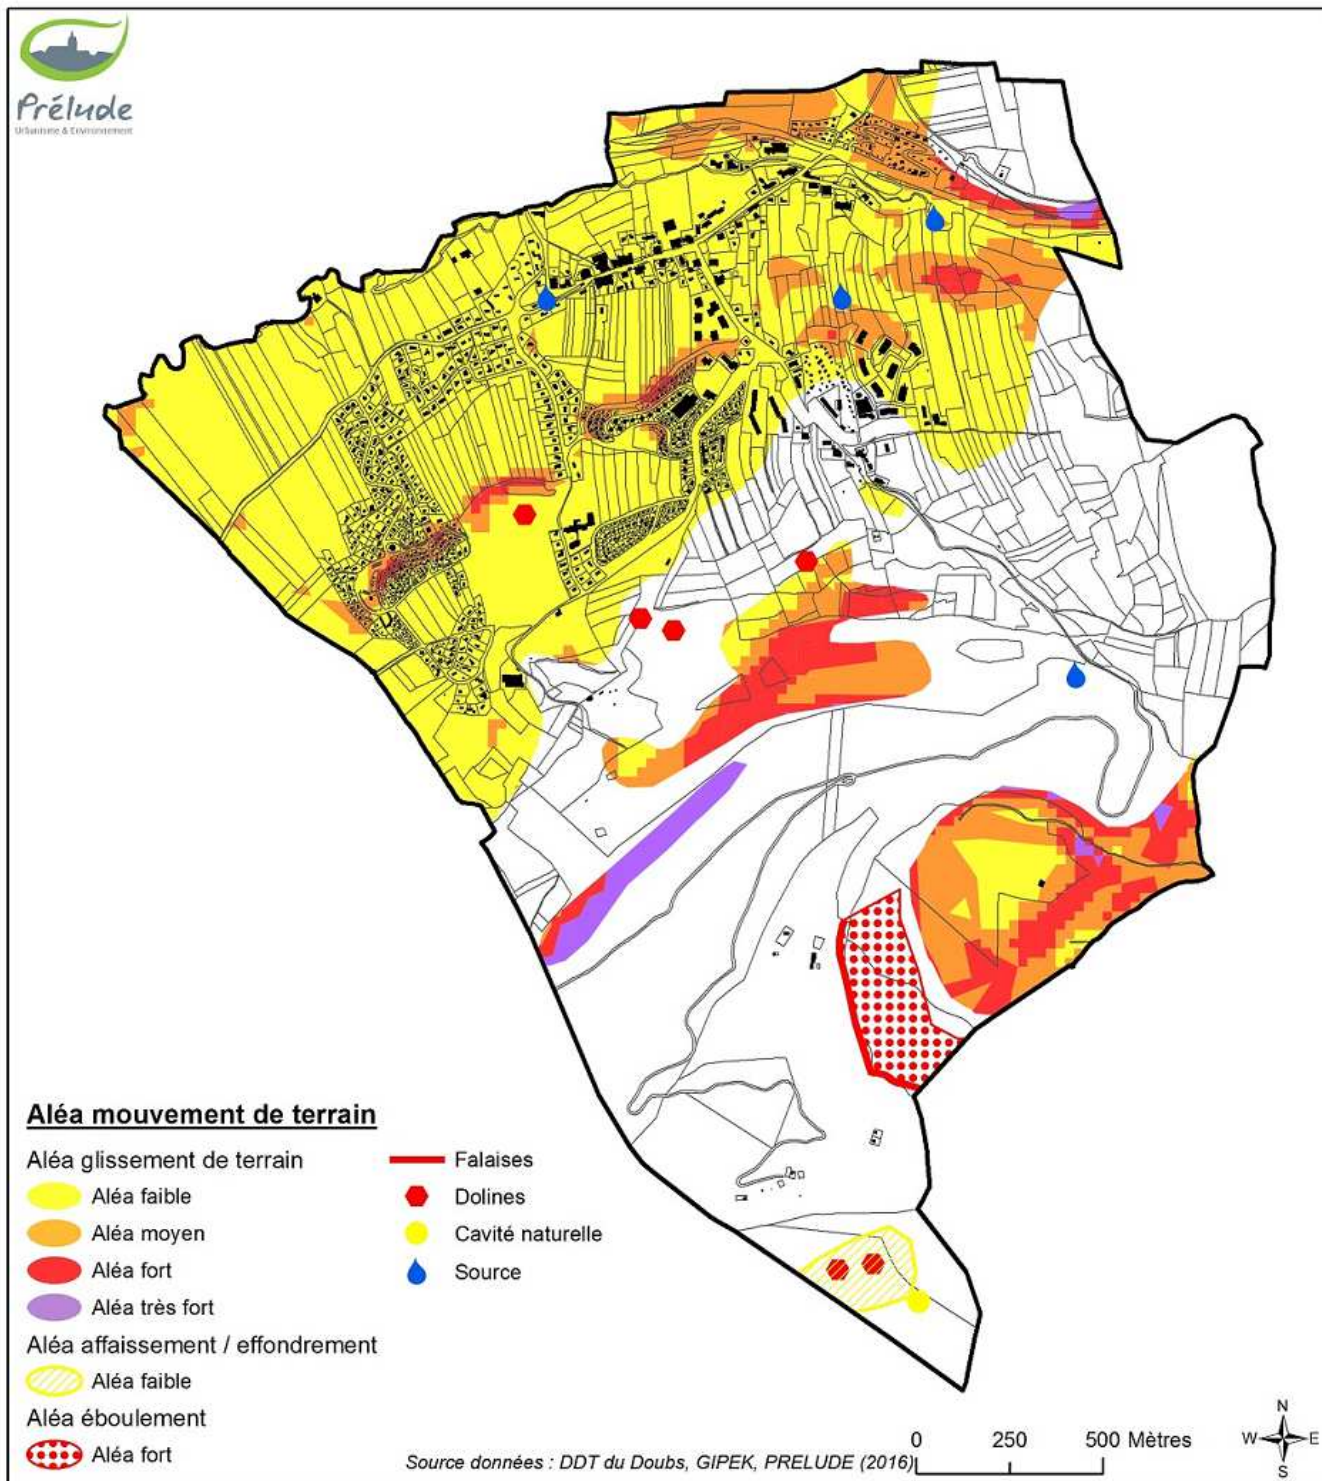 Prélude
Urbanisme & Environnement
Aléa mouvement de terrain
Aléa glissement de terrain
Aléa faible
Aléa moyen
Aléa fort
Aléa très fort
Aléa affaissement / effondrement
Aléa faible
Aléa éboulement
Aléa fort
Falaises
Dolines
Cavité naturelle
Source
Source données : DDT du Doubs, GIPEK, PRELUDE (2016)
0 250 500 Mètres
N
W E
S